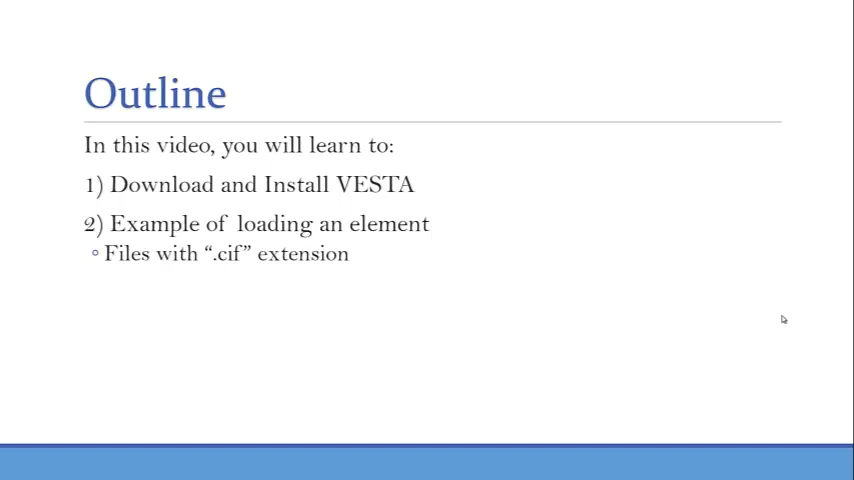 Outline
In this video, you will learn to:
1) Download and Install VESTA
2) Example of loading an element
◦ Files with “.cif” extension